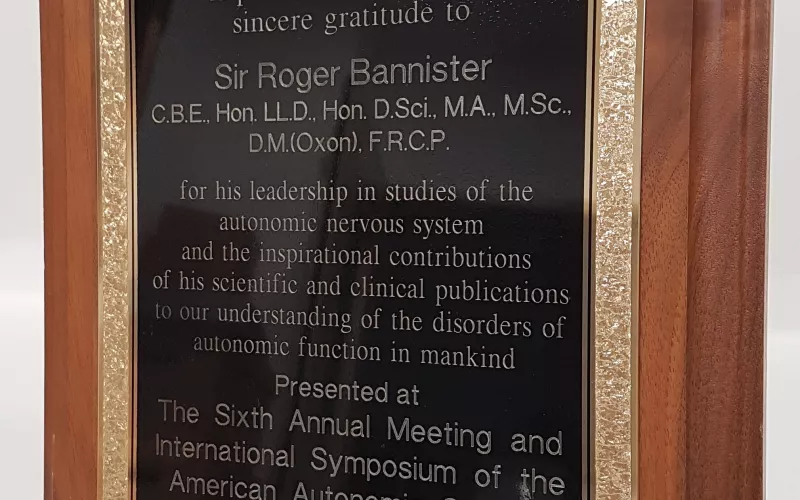 sincere gratitude to
Sir Roger Bannister
C.B.E., Hon. LL.D., Hon. D.Sci., M.A., M.Sc.,
D.M.(Oxon), F.R.C.P.
for his leadership in studies of the
autonomic nervous system
and the inspirational contributions
of his scientific and clinical publications
to our understanding of the disorders of
autonomic function in mankind
Presented at
The Sixth Annual Meeting and
International Symposium of the
American Autonomic